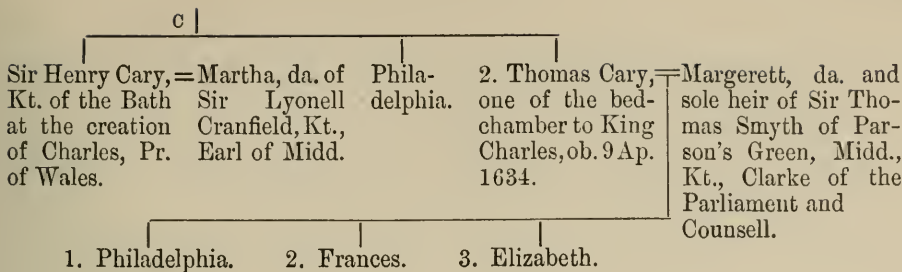 C
Sir Henry Cary,
Kt. of the Bath
at the creation
of Charles, Pr.
of Wales.
= Martha, da. of
Sir Lyonell
Cranfield, Kt.,
Earl of Midd.
Phila-
delphia.
2. Thomas Cary,
one of the bed-
chamber to King
Charles, ob. 9 Ap.
1634.
= Margerett, da. and
sole heir of Sir Tho-
mas Smyth of Par-
son's Green, Midd.,
Kt., Clarke of the
Parliament and
Counsell.
1. Philadelphia. 2. Frances. 3. Elizabeth.